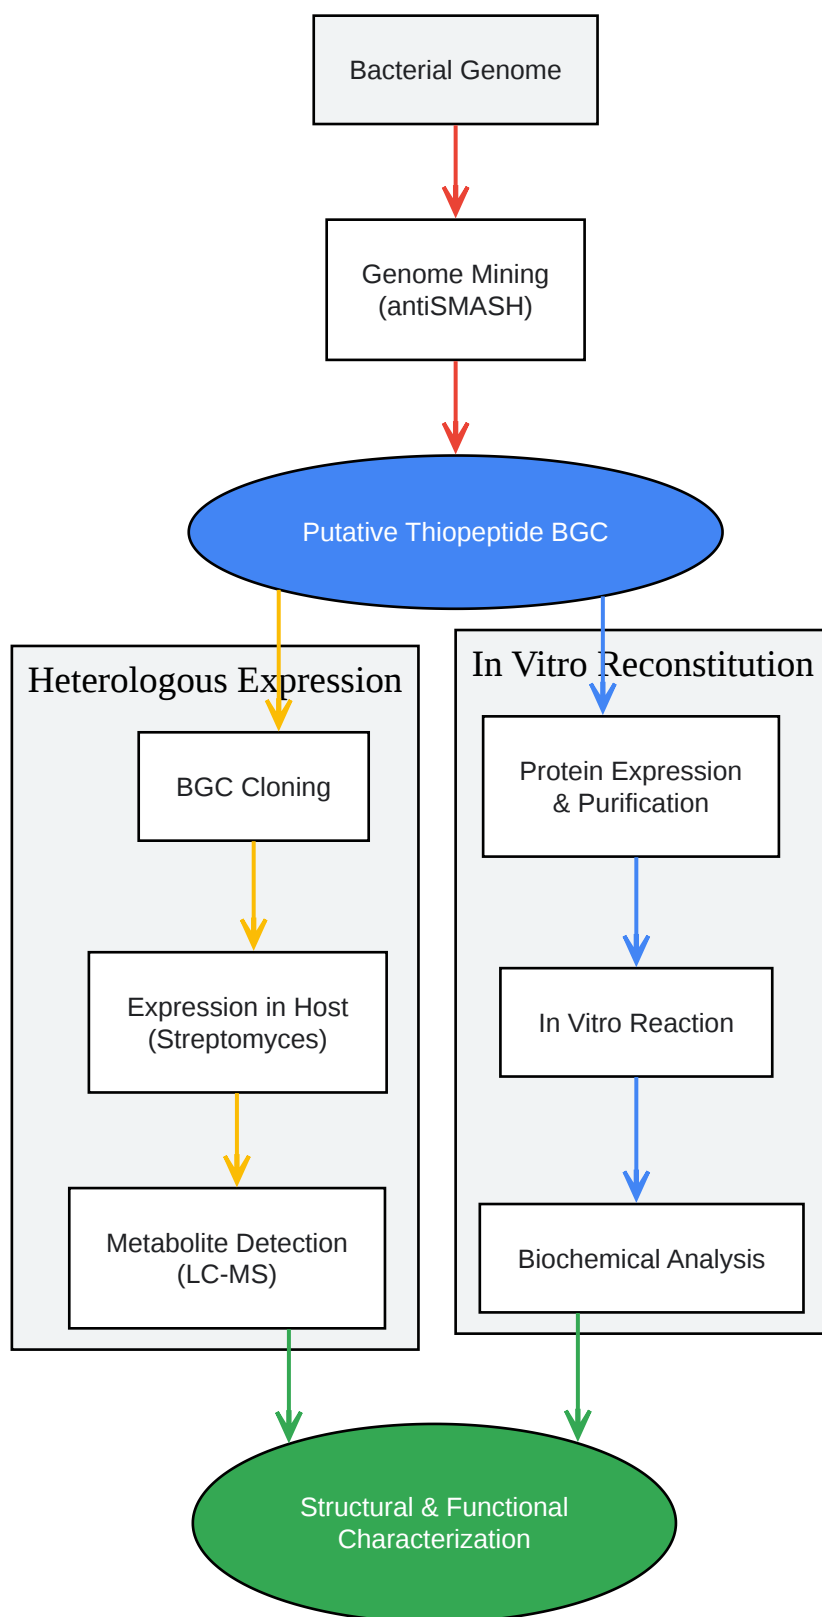 Bacterial Genome
Genome Mining
(antiSMASH)
Putative Thiopeptide BGC
Heterologous Expression
BGC Cloning
Expression in Host
(Streptomyces)
Metabolite Detection
(LC-MS)
In Vitro Reconstitution
Protein Expression
& Purification
In Vitro Reaction
Biochemical Analysis
Structural & Functional
Characterization